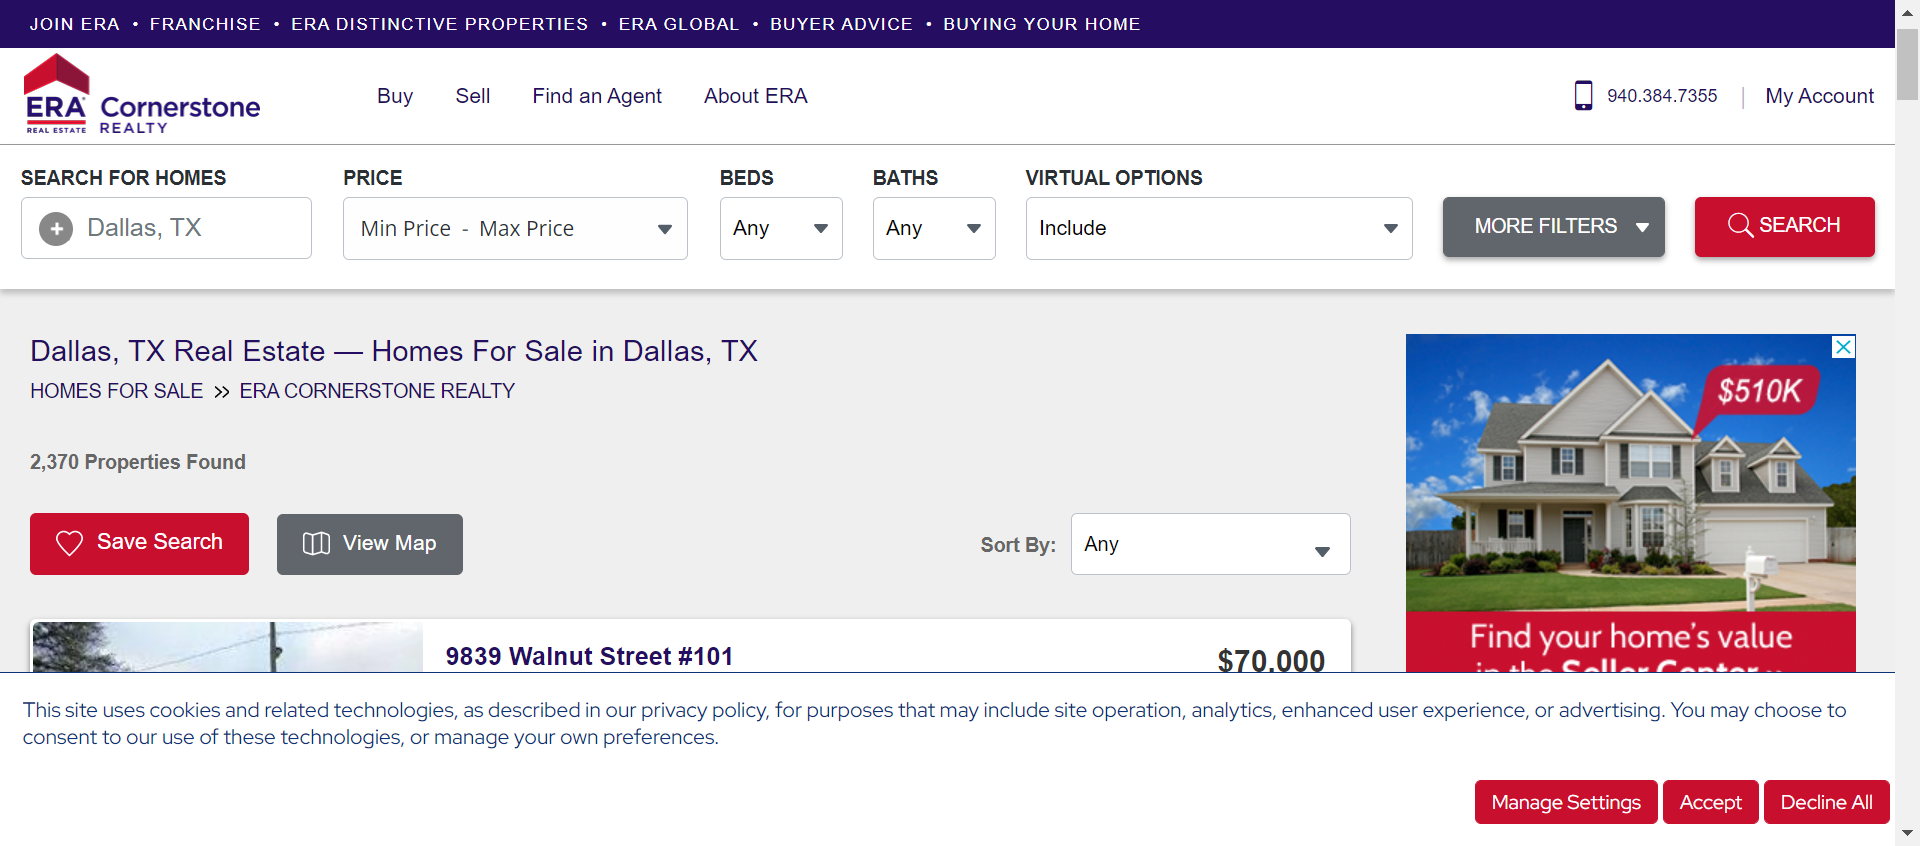 JOIN ERA • FRANCHISE • ERA DISTINCTIVE PROPERTIES • ERA GLOBAL • BUYER ADVICE • BUYING YOUR HOME
ERA
REAL ESTATE
Cornerstone
REALTY
Buy Sell Find an Agent About ERA
940.384.7355 | My Account
SEARCH FOR HOMES PRICE BEDS BATHS VIRTUAL OPTIONS
Dallas, TX Min Price - Max Price Any Any Include MORE FILTERS SEARCH
Dallas, TX Real Estate — Homes For Sale in Dallas, TX
HOMES FOR SALE » ERA CORNERSTONE REALTY
2,370 Properties Found
Save Search View Map Sort By: Any
$510K
Find your home's value
in the Seller Center
9839 Walnut Street #101 $70,000
This site uses cookies and related technologies, as described in our privacy policy, for purposes that may include site operation, analytics, enhanced user experience, or advertising. You may choose to
consent to our use of these technologies, or manage your own preferences.
Manage Settings Accept Decline All